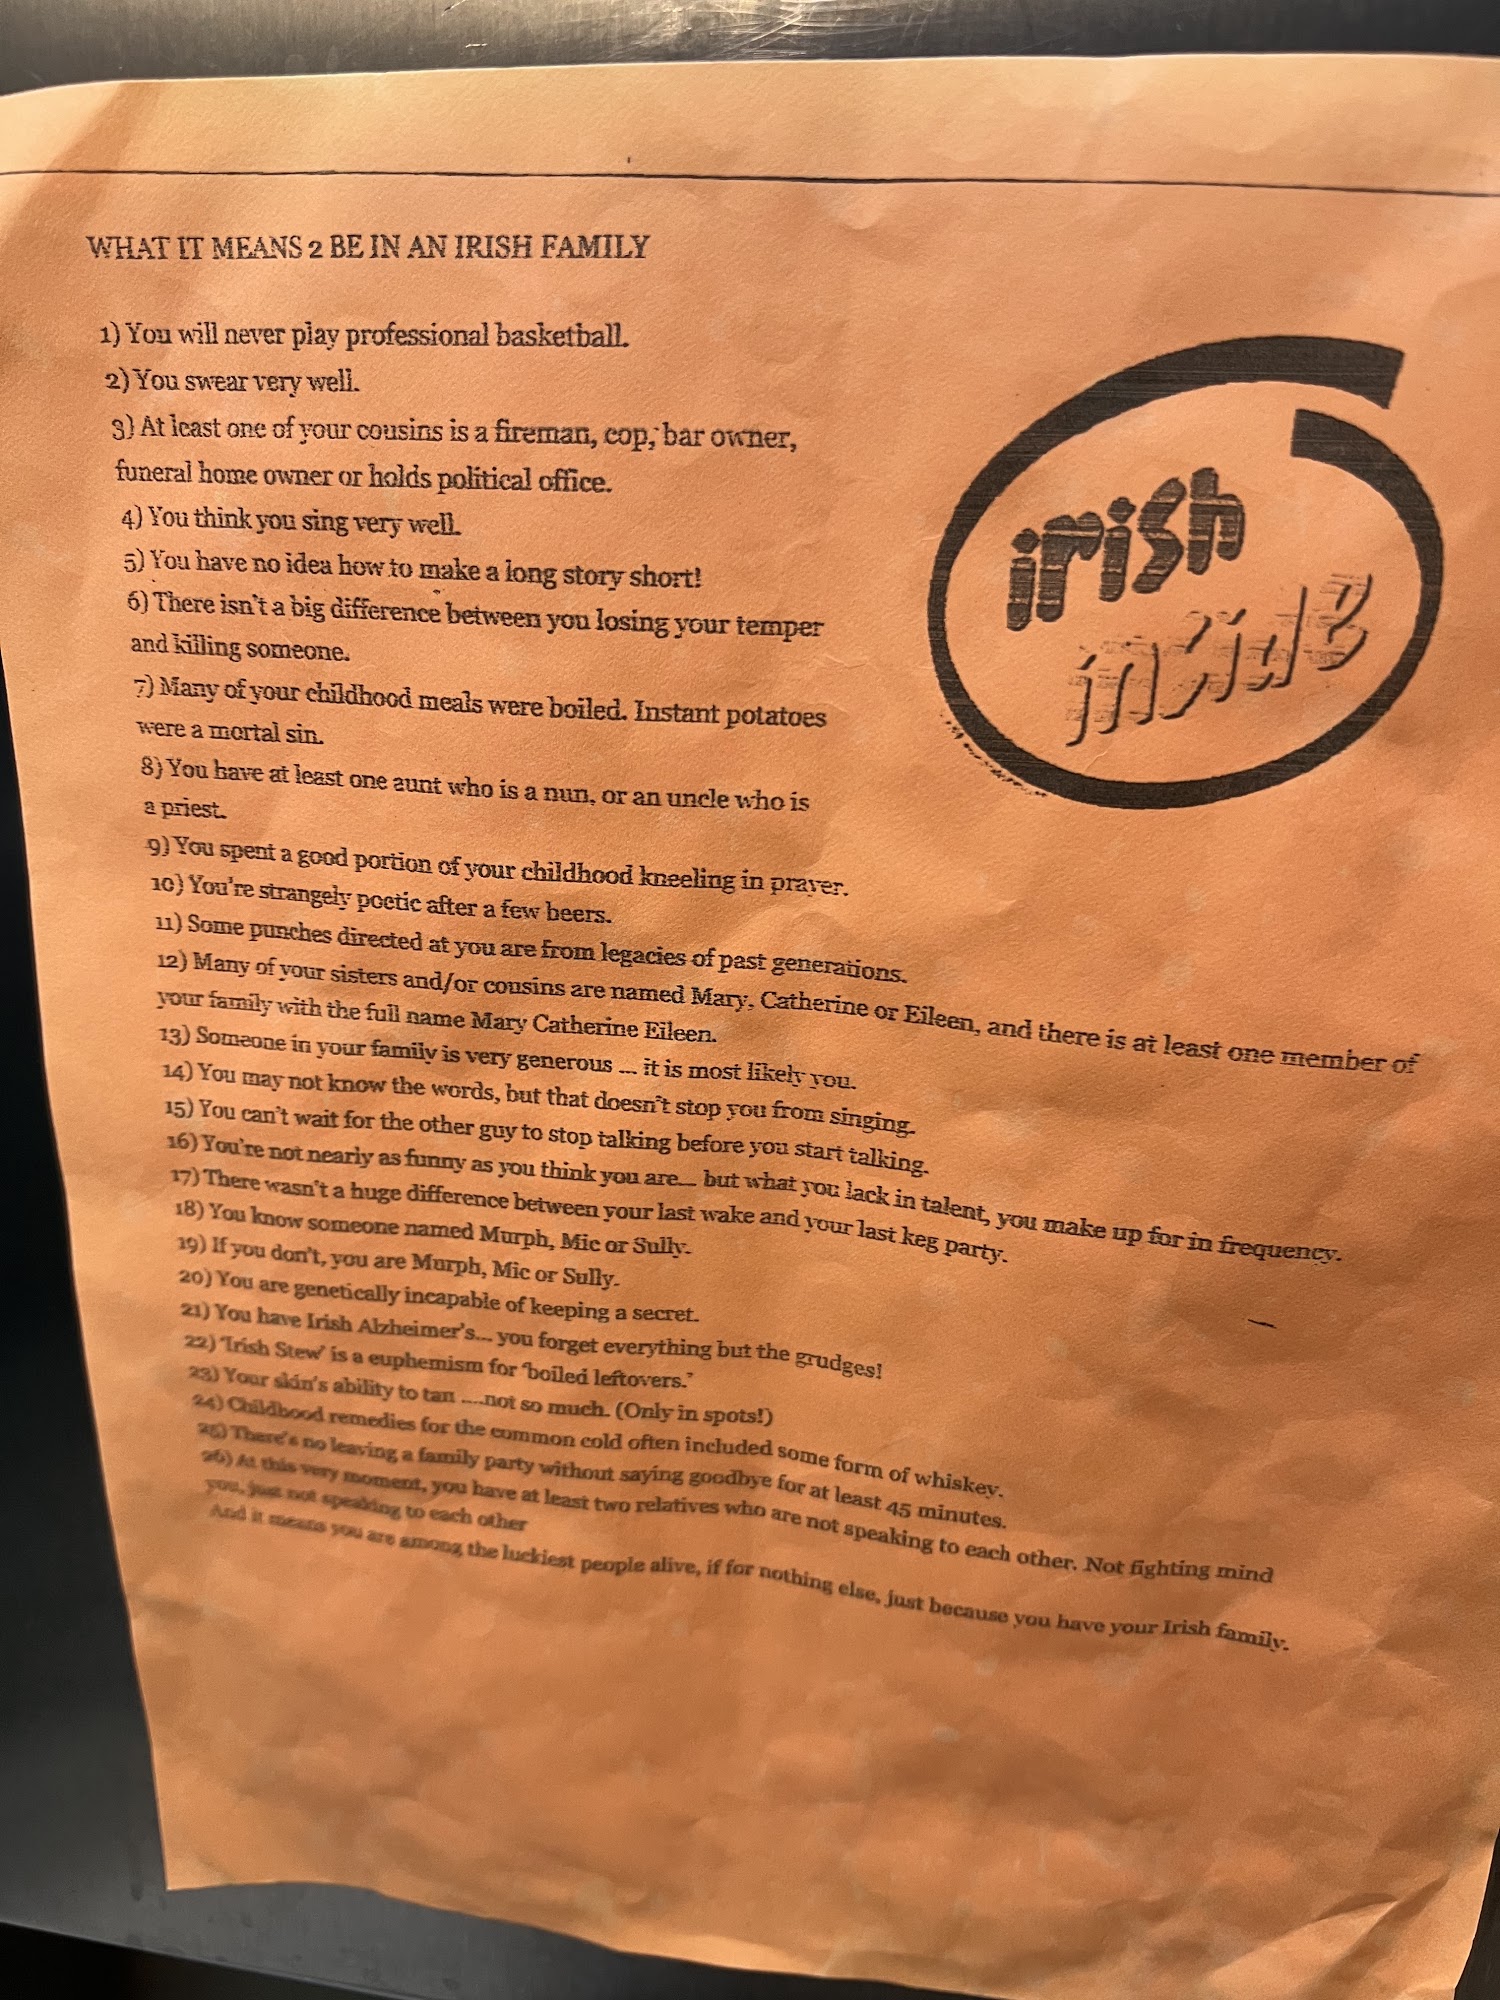 WHAT IT MEANS 2 BE IN AN IRISH FAMILY
1) You will never play professional basketball.
2) You swear very well.
3) At least one of your cousins is a fireman, cop, bar owner,
funeral home owner or holds political office.
4) You think you sing very well.
5) You have no idea how to make a long story short!
6) There isn't a big difference between you losing your temper
and killing someone.
7) Many of your childhood meals were boiled. Instant potatoes
were a mortal sin.
8) You have at least one aunt who is a nun, or an uncle who is
a priest.
9) You spent a good portion of your childhood kneeling in prayer.
10) You're strangely poetic after a few beers.
11) Some punches directed at you are from legacies of past generations.
12) Many of your sisters and/or cousins are named Mary, Catherine or Eileen, and there is at least one member of
your family with the full name Mary Catherine Eileen.
13) Someone in your family is very generous ... it is most likely you.
14) You may not know the words, but that doesn't stop you from singing.
15) You can't wait for the other guy to stop talking before you start talking.
16) You're not nearly as funny as you think you are... but what you lack in talent, you make up for in frequency.
17) There wasn't a huge difference between your last wake and your last keg party.
18) You know someone named Murph, Mic or Sully.
19) If you don't, you are Murph, Mic or Sully.
20) You are genetically incapable of keeping a secret.
21) You have Irish Alzheimer's... you forget everything but the grudges!
22) 'Irish Stew' is a euphemism for 'boiled leftovers.'
23) Your skin's ability to tan ....not so much. (Only in spots!)
24) Childhood remedies for the common cold often included some form of whiskey.
25) There's no leaving a family party without saying goodbye for at least 45 minutes.
26) At this very moment, you have at least two relatives who are not speaking to each other. Not fighting mind
you, just not speaking to each other
And it means you are among the luckiest people alive, if for nothing else, just because you have your Irish family.
irish
inside